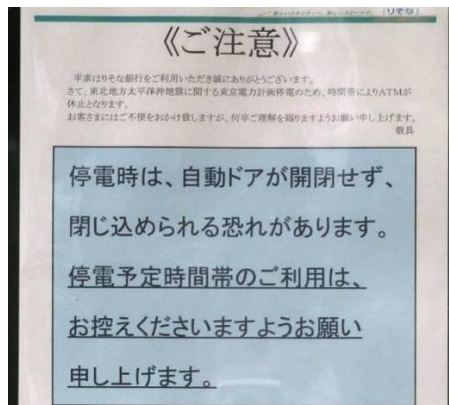 りそな
《ご注意》
平素はりそな銀行をご利用いただき誠にありがとうございます。
さて、東北地方太平洋沖地震に関する東京電力計画停電のため、時間帯によりATMが
休止となります。
お客さまにはご不便をおかけ致しますが、何卒ご理解を賜りますようお願い申し上げます。
敬具
停電時は、自動ドアが開閉せず、
閉じ込められる恐れがあります。
停電予定時間帯のご利用は、
お控えくださいますようお願い
申し上げます。